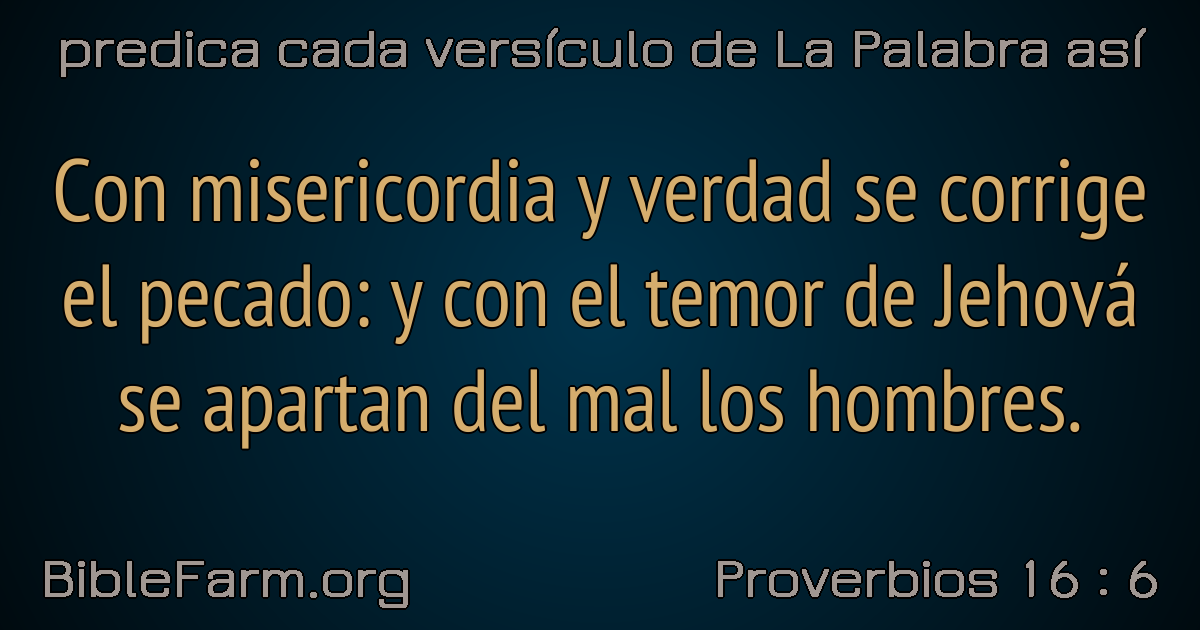 predica cada versículo de La Palabra así
Con misericordia y verdad se corrige
el pecado: y con el temor de Jehová
se apartan del mal los hombres.
BibleFarm.org
Proverbios 16 : 6